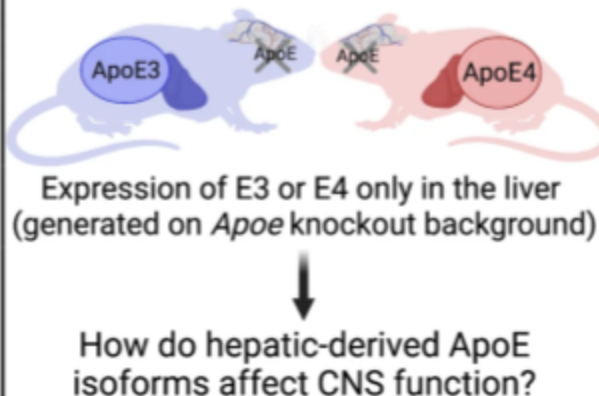 ApoE3
ApoE
ApoE
ApoE4
Expression of E3 or E4 only in the liver
(generated on Apoe knockout background)
How do hepatic-derived ApoE
isoforms affect CNS function?